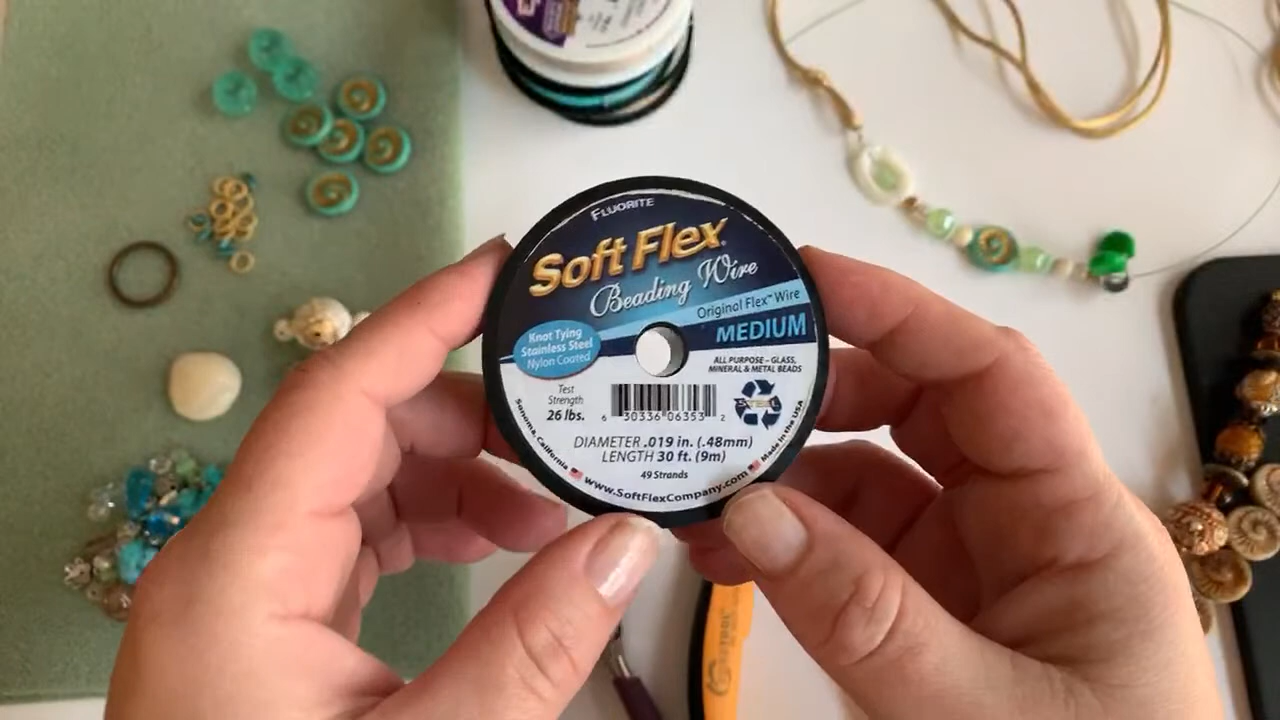 FLUORITE
Soft Flex
Beading Wire
Original Flex™ Wire
MEDIUM
Knot Tying
Stainless Steel
Nylon Coated
ALL PURPOSE – GLASS,
MINERAL & METAL BEADS
Test
Strength
26 lbs.
6 30336 06353 2
DIAMETER .019 in. (.48mm)
LENGTH 30 ft. (9m)
49 Strands
Sonoma, California
Made in the USA
www.SoftFlexCompany.com